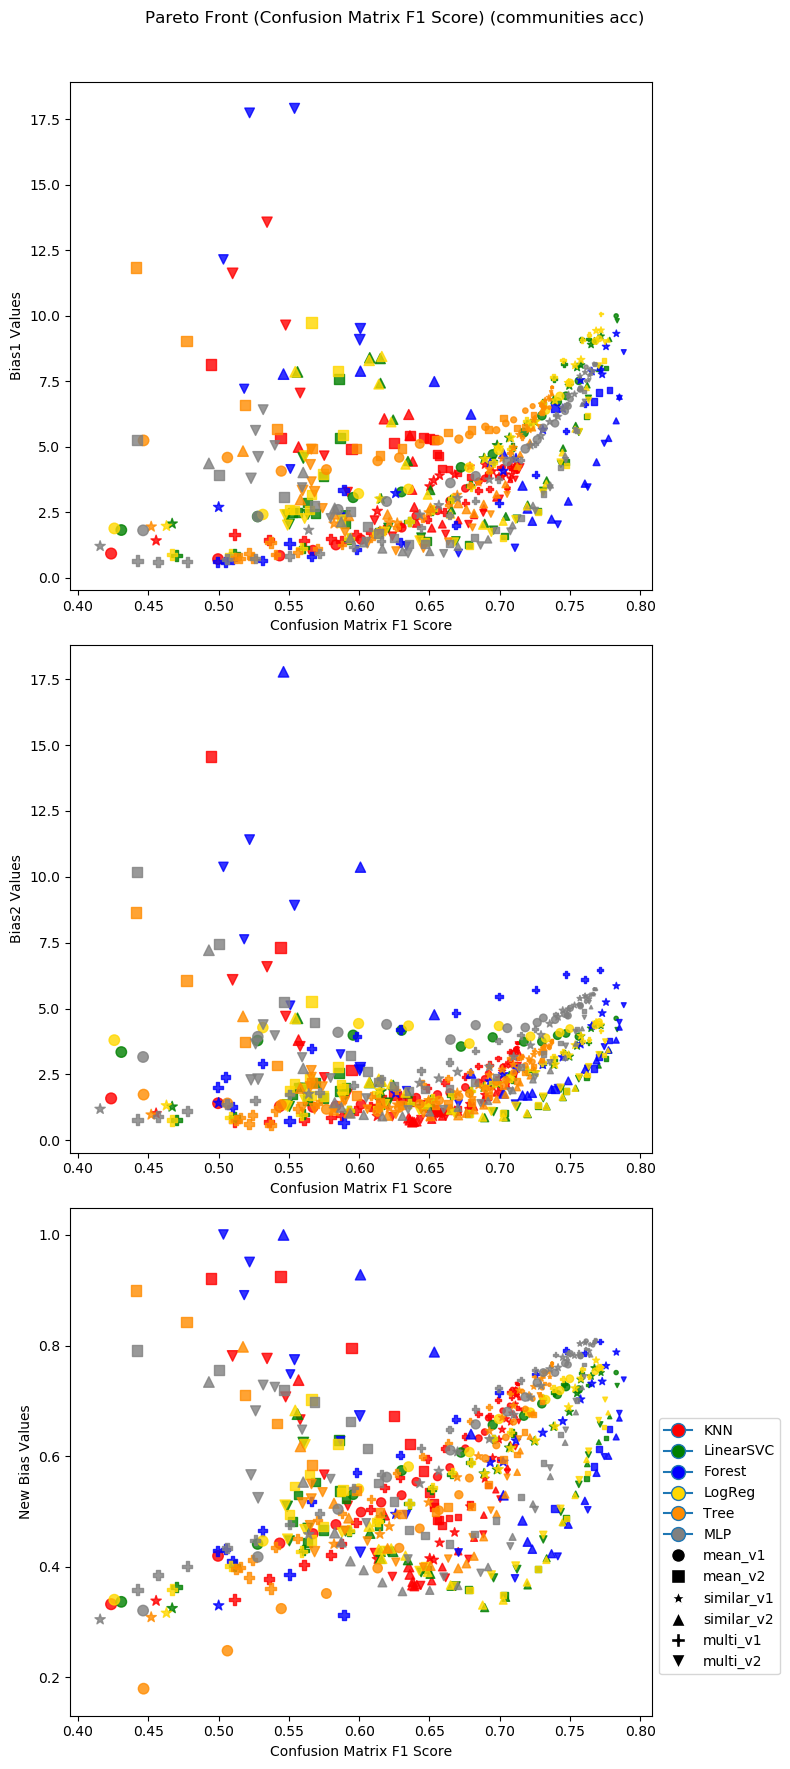 Pareto Front (Confusion Matrix F1 Score) (communities acc)
17.5
15.0
12.5
10.0
7.5
5.0
2.5
0.0
Bias1 Values
0.40 0.45 0.50 0.55 0.60 0.65 0.70 0.75 0.80
Confusion Matrix F1 Score
17.5
15.0
12.5
10.0
7.5
5.0
2.5
0.0
Bias2 Values
0.40 0.45 0.50 0.55 0.60 0.65 0.70 0.75 0.80
Confusion Matrix F1 Score
1.0
0.8
0.6
0.4
0.2
New Bias Values
0.40 0.45 0.50 0.55 0.60 0.65 0.70 0.75 0.80
Confusion Matrix F1 Score
KNN
LinearSVC
Forest
LogReg
Tree
MLP
mean_v1
mean_v2
similar_v1
similar_v2
multi_v1
multi_v2